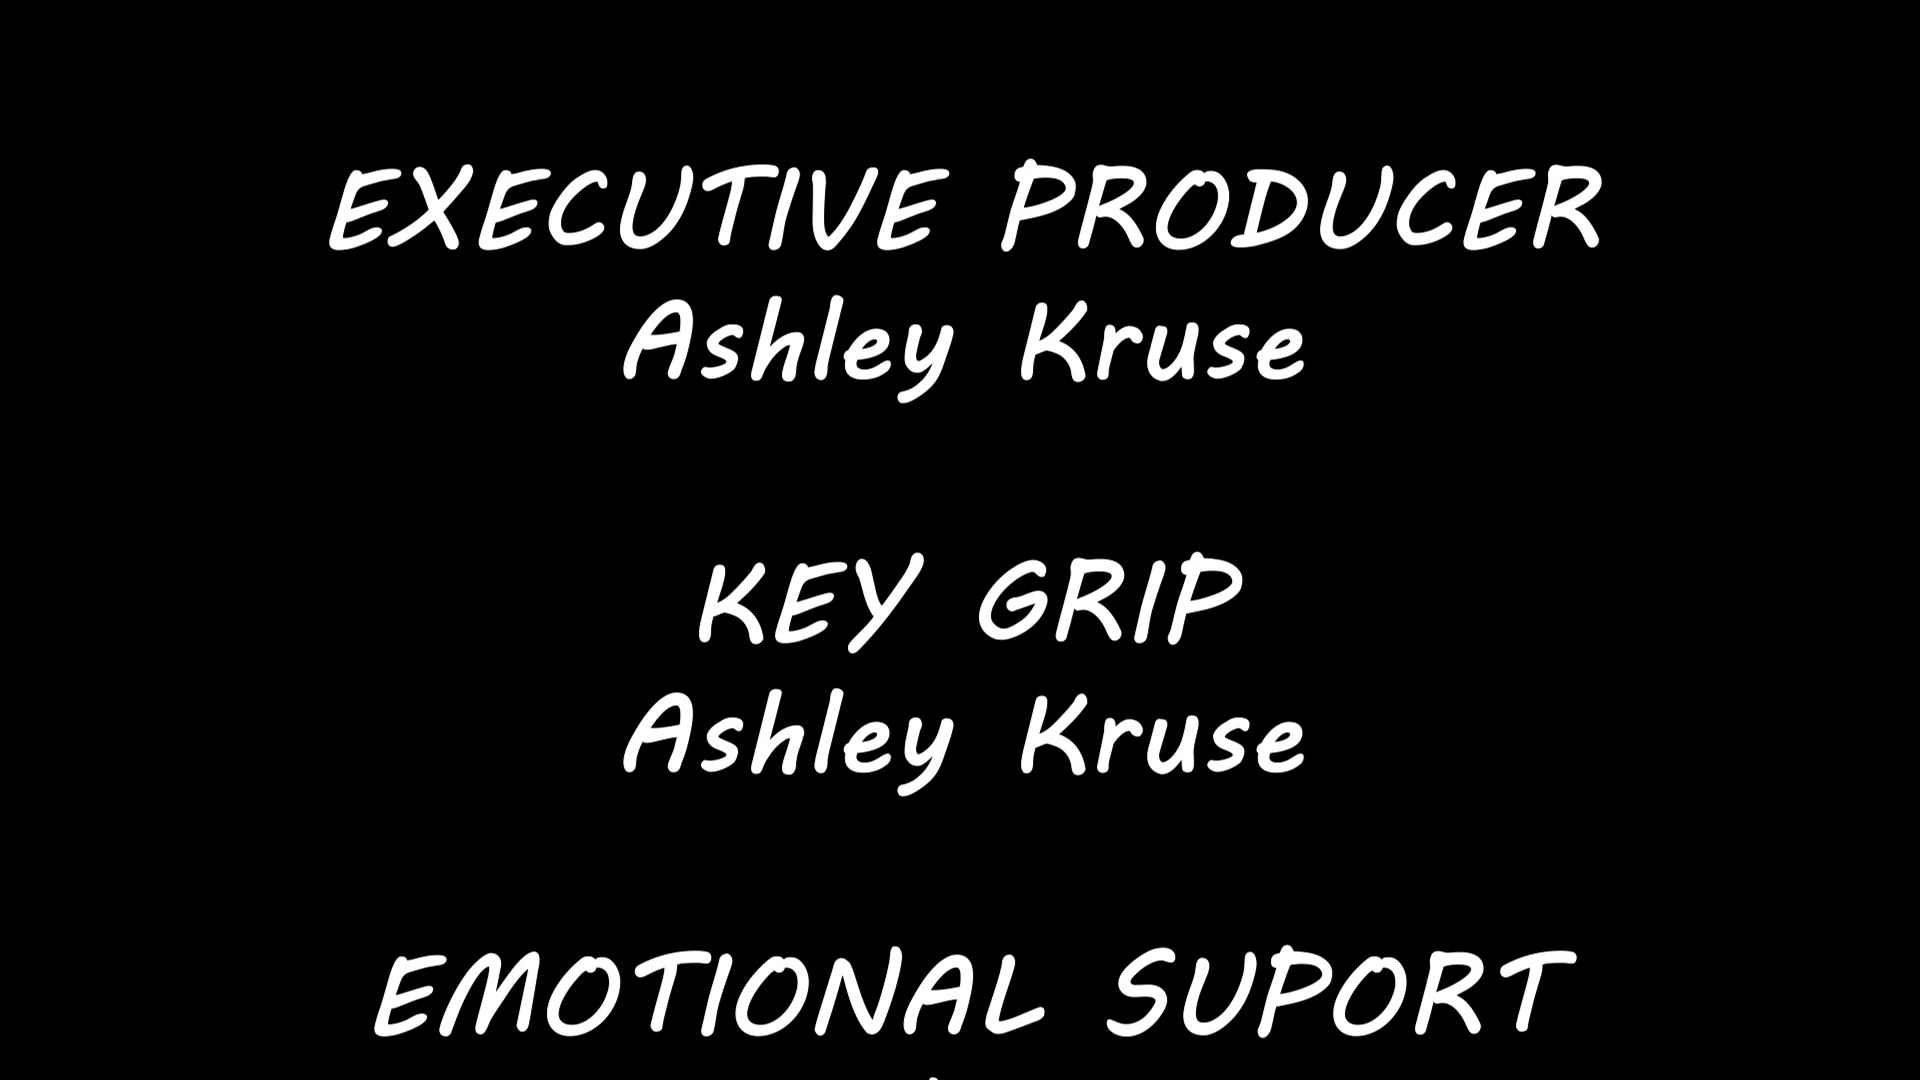 EXECUTIVE PRODUCER
Ashley Kruse
KEY GRIP
Ashley Kruse
EMOTIONAL SUPORT